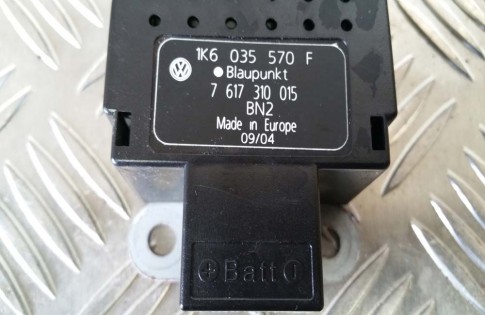 1K6 035 570 F
Blaupunkt
7 617 310 015
BN2
Made in Europe
09/04
Batt